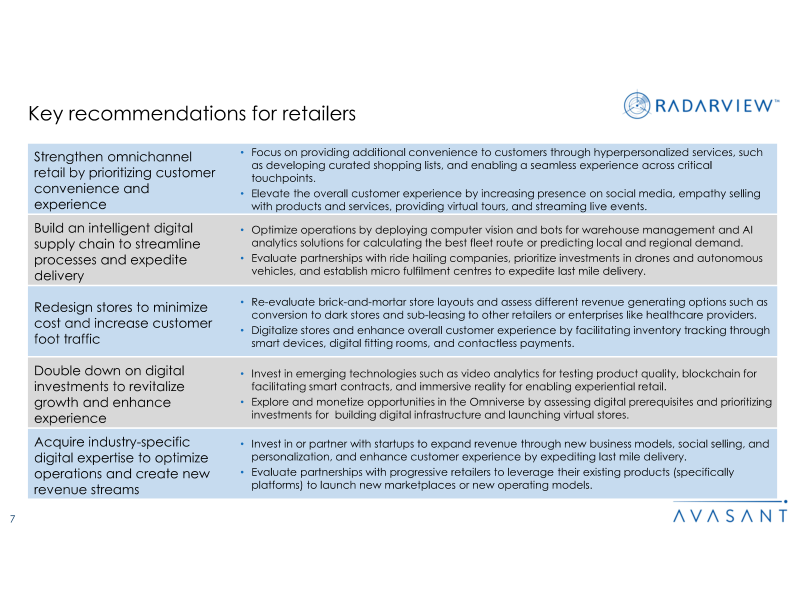 Key recommendations for retailers
RADARVIEW™
Strengthen omnichannel
retail by prioritizing customer
convenience and
experience
• Focus on providing additional convenience to customers through hyperpersonalized services, such
as developing curated shopping lists, and enabling a seamless experience across critical
touchpoints.
• Elevate the overall customer experience by increasing presence on social media, empathy selling
with products and services, providing virtual tours, and streaming live events.
Build an intelligent digital
supply chain to streamline
processes and expedite
delivery
• Optimize operations by deploying computer vision and bots for warehouse management and AI
analytics solutions for calculating the best fleet route or predicting local and regional demand.
• Evaluate partnerships with ride hailing companies, prioritize investments in drones and autonomous
vehicles, and establish micro fulfilment centres to expedite last mile delivery.
Redesign stores to minimize
cost and increase customer
foot traffic
• Re-evaluate brick-and-mortar store layouts and assess different revenue generating options such as
conversion to dark stores and sub-leasing to other retailers or enterprises like healthcare providers.
• Digitalize stores and enhance overall customer experience by facilitating inventory tracking through
smart devices, digital fitting rooms, and contactless payments.
Double down on digital
investments to revitalize
growth and enhance
experience
• Invest in emerging technologies such as video analytics for testing product quality, blockchain for
facilitating smart contracts, and immersive reality for enabling experiential retail.
• Explore and monetize opportunities in the Omniverse by assessing digital prerequisites and prioritizing
investments for building digital infrastructure and launching virtual stores.
Acquire industry-specific
digital expertise to optimize
operations and create new
revenue streams
• Invest in or partner with startups to expand revenue through new business models, social selling, and
personalization, and enhance customer experience by expediting last mile delivery.
• Evaluate partnerships with progressive retailers to leverage their existing products (specifically
platforms) to launch new marketplaces or new operating models.
7
AVASANT